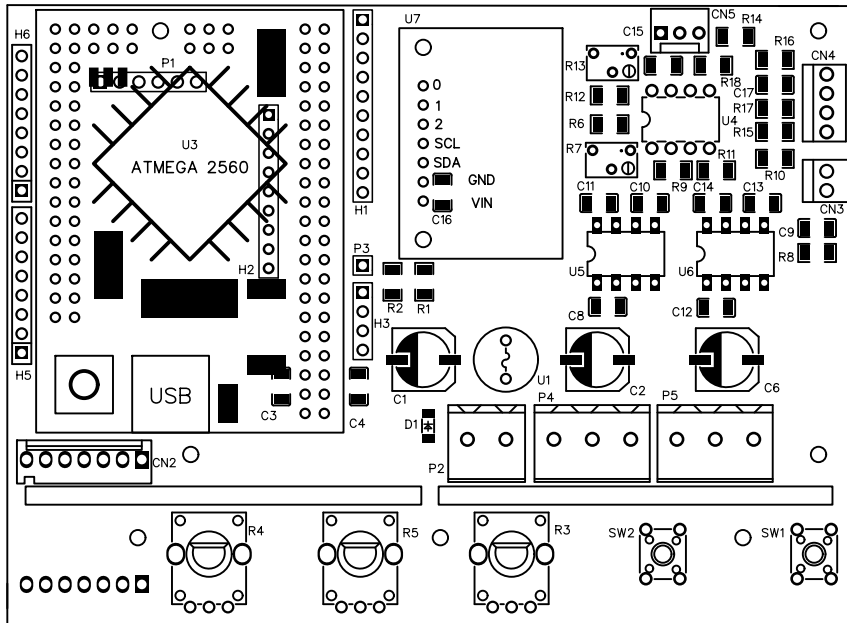 H6
P1
U3
ATMEGA 2560
H2
H5
USB
C3
C4
CN2
H1
P3
R2
R1
H3
U7
0
1
2
SCL
SDA
GND
VIN
C16
C15
CN5
R14
R13
R12
R6
R7
R18
U4
R16
C17
R17
R15
R10
CN4
CN3
R11
R9
C11
C10
C14
C13
C9
R8
U5
U6
C8
C12
C1
U1
C2
C6
D1
P2
P4
P5
R4
R5
R3
SW2
SW1